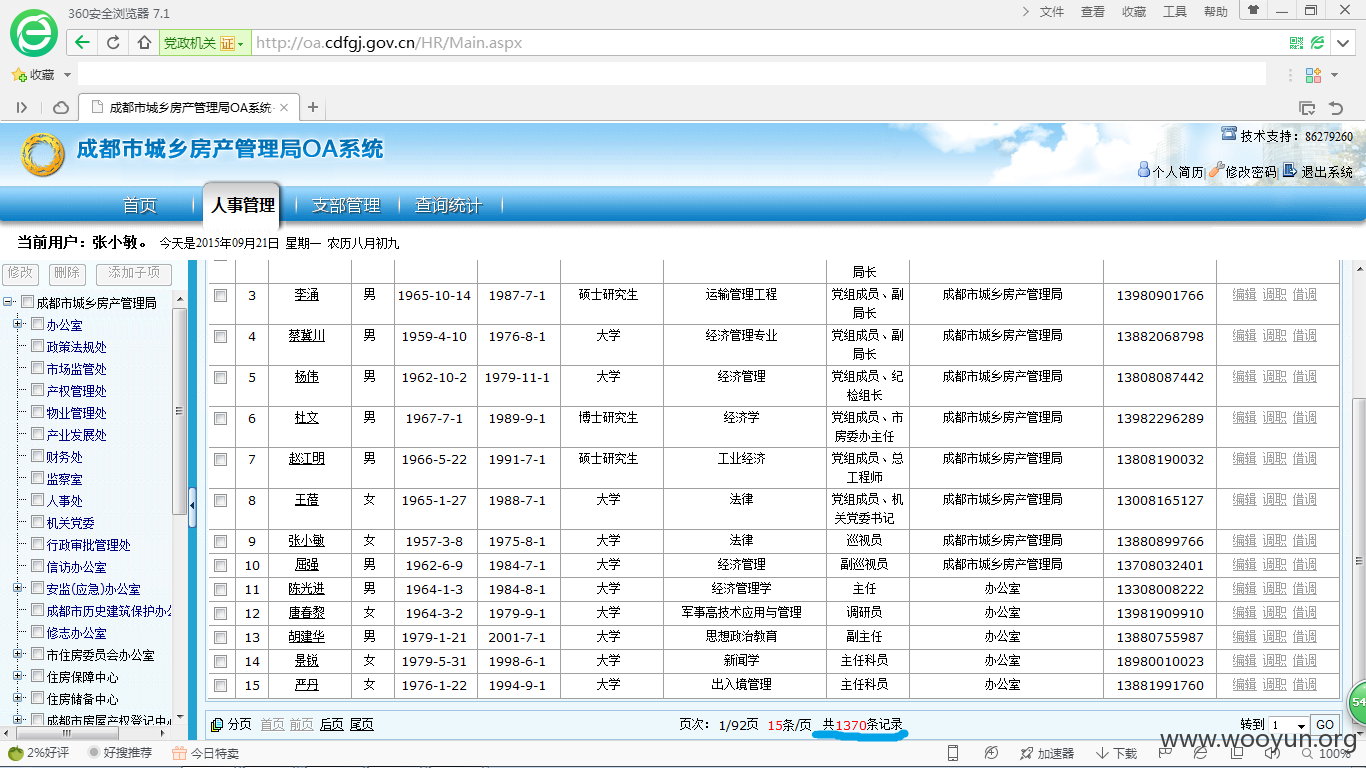 360安全浏览器 7.1
文件 查看 收藏 工具 帮助
党政机关 证 http://oa.cdfgj.gov.cn/HR/Main.aspx
收藏
成都市城乡房产管理局OA系统
成都市城乡房产管理局OA系统
技术支持：86279260
个人简历| 修改密码| 退出系统
首页 人事管理 支部管理 查询统计
当前用户：张小敏。 今天是2015年09月21日 星期一 农历八月初九
修改 删除 添加子项
成都市城乡房产管理局
办公室
政策法规处
市场监管处
产权管理处
物业管理处
产业发展处
财务处
监察室
人事处
机关党委
行政审批管理处
信访办公室
安监(应急)办公室
成都市历史建筑保护办公
修志办公室
市住房委员会办公室
住房保障中心
住房储备中心
成都市房屋产权登记中心
局长
3 李涌 男 1965-10-14 1987-7-1 硕士研究生 运输管理工程 党组成员、副局长 成都市城乡房产管理局 13980901766 编辑 调职 借调
4 蔡冀川 男 1959-4-10 1976-8-1 大学 经济管理专业 党组成员、副局长 成都市城乡房产管理局 13882068798 编辑 调职 借调
5 杨伟 男 1962-10-2 1979-11-1 大学 经济管理 党组成员、纪检组长 成都市城乡房产管理局 13808087442 编辑 调职 借调
6 杜文 男 1967-7-1 1989-9-1 博士研究生 经济学 党组成员、市房委办主任 成都市城乡房产管理局 13982296289 编辑 调职 借调
7 赵江明 男 1966-5-22 1991-7-1 硕士研究生 工业经济 党组成员、总工程师 成都市城乡房产管理局 13808190032 编辑 调职 借调
8 王蓓 女 1965-1-27 1988-7-1 大学 法律 党组成员、机关党委书记 成都市城乡房产管理局 13008165127 编辑 调职 借调
9 张小敏 女 1957-3-8 1975-8-1 大学 法律 巡视员 成都市城乡房产管理局 13880899766 编辑 调职 借调
10 屈强 男 1962-6-9 1984-7-1 大学 经济管理 副巡视员 成都市城乡房产管理局 13708032401 编辑 调职 借调
11 陈光进 男 1964-1-3 1984-8-1 大学 经济管理学 主任 办公室 13308008222 编辑 调职 借调
12 唐春黎 女 1964-3-2 1979-9-1 大学 军事高技术应用与管理 调研员 办公室 13981909910 编辑 调职 借调
13 胡建华 男 1979-1-21 2001-7-1 大学 思想政治教育 副主任 办公室 13880755987 编辑 调职 借调
14 景锐 女 1979-5-31 1998-6-1 大学 新闻学 主任科员 办公室 18980010023 编辑 调职 借调
15 严丹 女 1976-1-22 1994-9-1 大学 出入境管理 主任科员 办公室 13881991760 编辑 调职 借调
分页 首页 前页 后页 尾页 页次：1/92页 15条/页 共1370条记录 转到 1 GO
54
www.wooyun.org
2%好评 好搜推荐 今日特卖 加速器 下载 100%